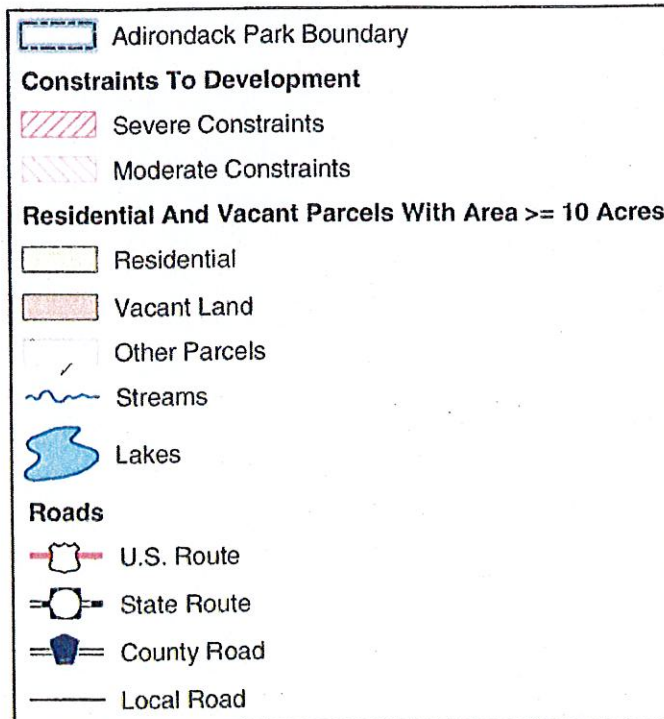 Adirondack Park Boundary
Constraints To Development
Severe Constraints
Moderate Constraints
Residential And Vacant Parcels With Area >= 10 Acres
Residential
Vacant Land
Other Parcels
Streams
Lakes
Roads
U.S. Route
State Route
County Road
Local Road